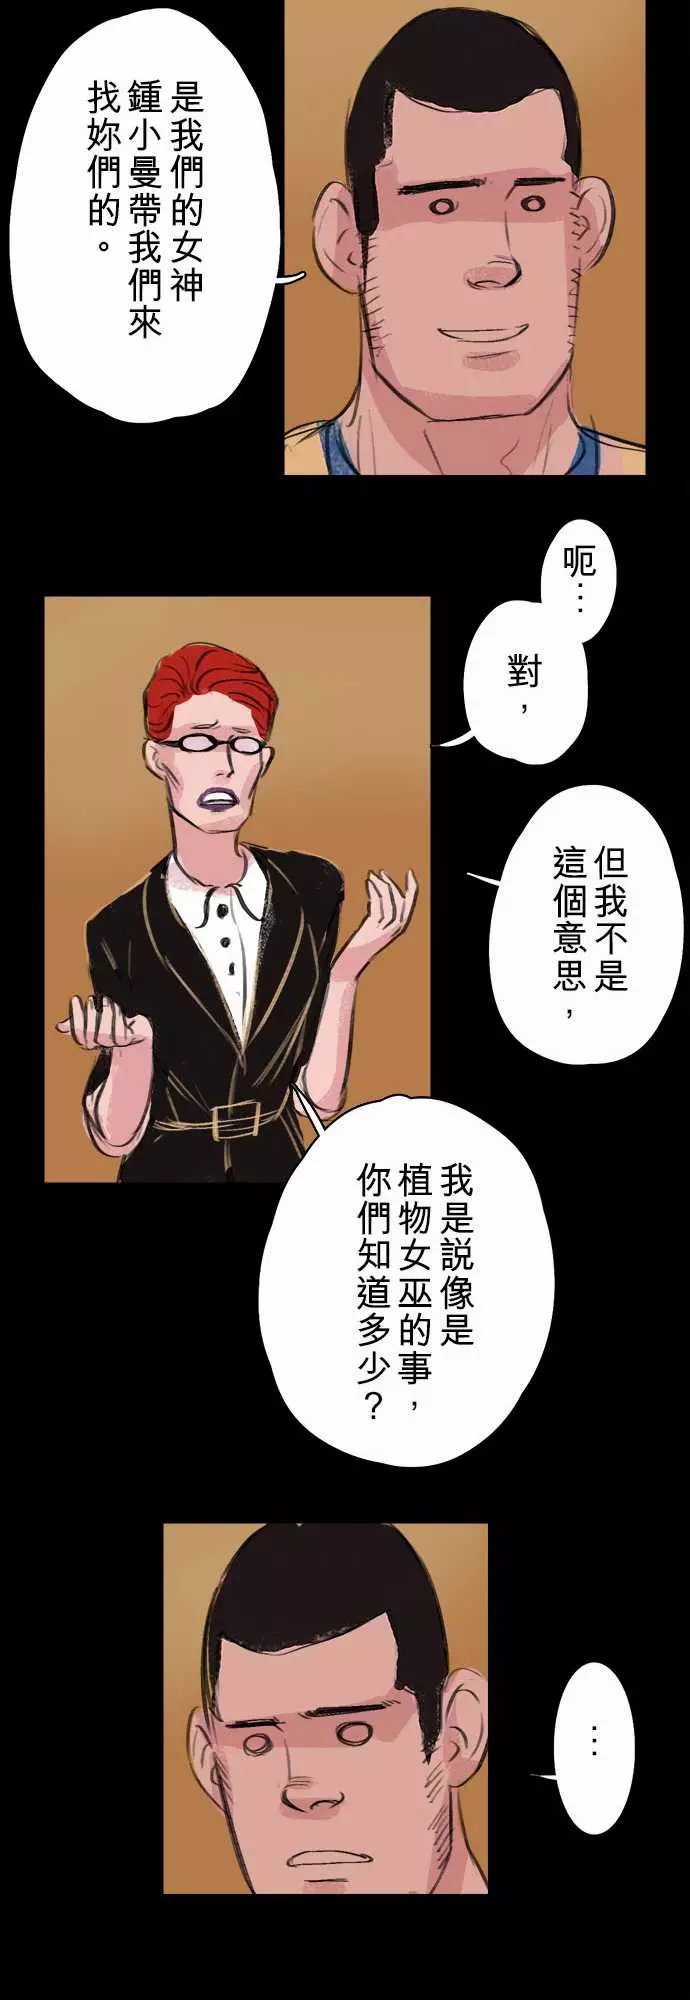 是我們的女神
鍾小曼帶我們來
找妳們的。
呃…
對，
但我不是
這個意思，
我是説像是
植物女巫的事，
你們知道多少？
…